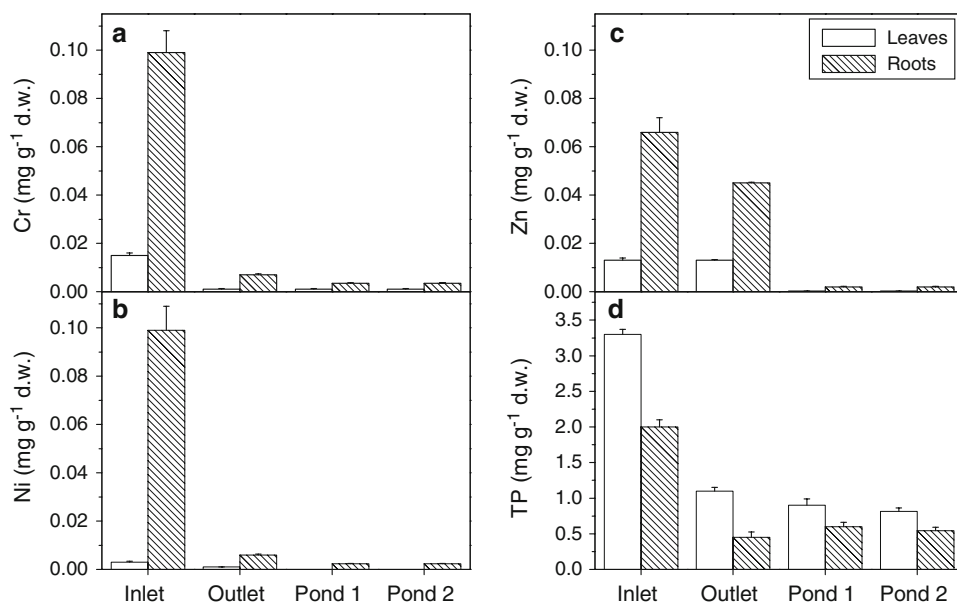 a
0.10
0.08
0.06
0.04
0.02
0.00
Cr (mg g⁻¹ d.w.)
b
0.10
0.08
0.06
0.04
0.02
0.00
Ni (mg g⁻¹ d.w.)
Inlet Outlet Pond 1 Pond 2
c
Leaves
Roots
0.10
0.08
0.06
0.04
0.02
0.00
Zn (mg g⁻¹ d.w.)
d
3.5
3.0
2.5
2.0
1.5
1.0
0.5
0.0
TP (mg g⁻¹ d.w.)
Inlet Outlet Pond 1 Pond 2